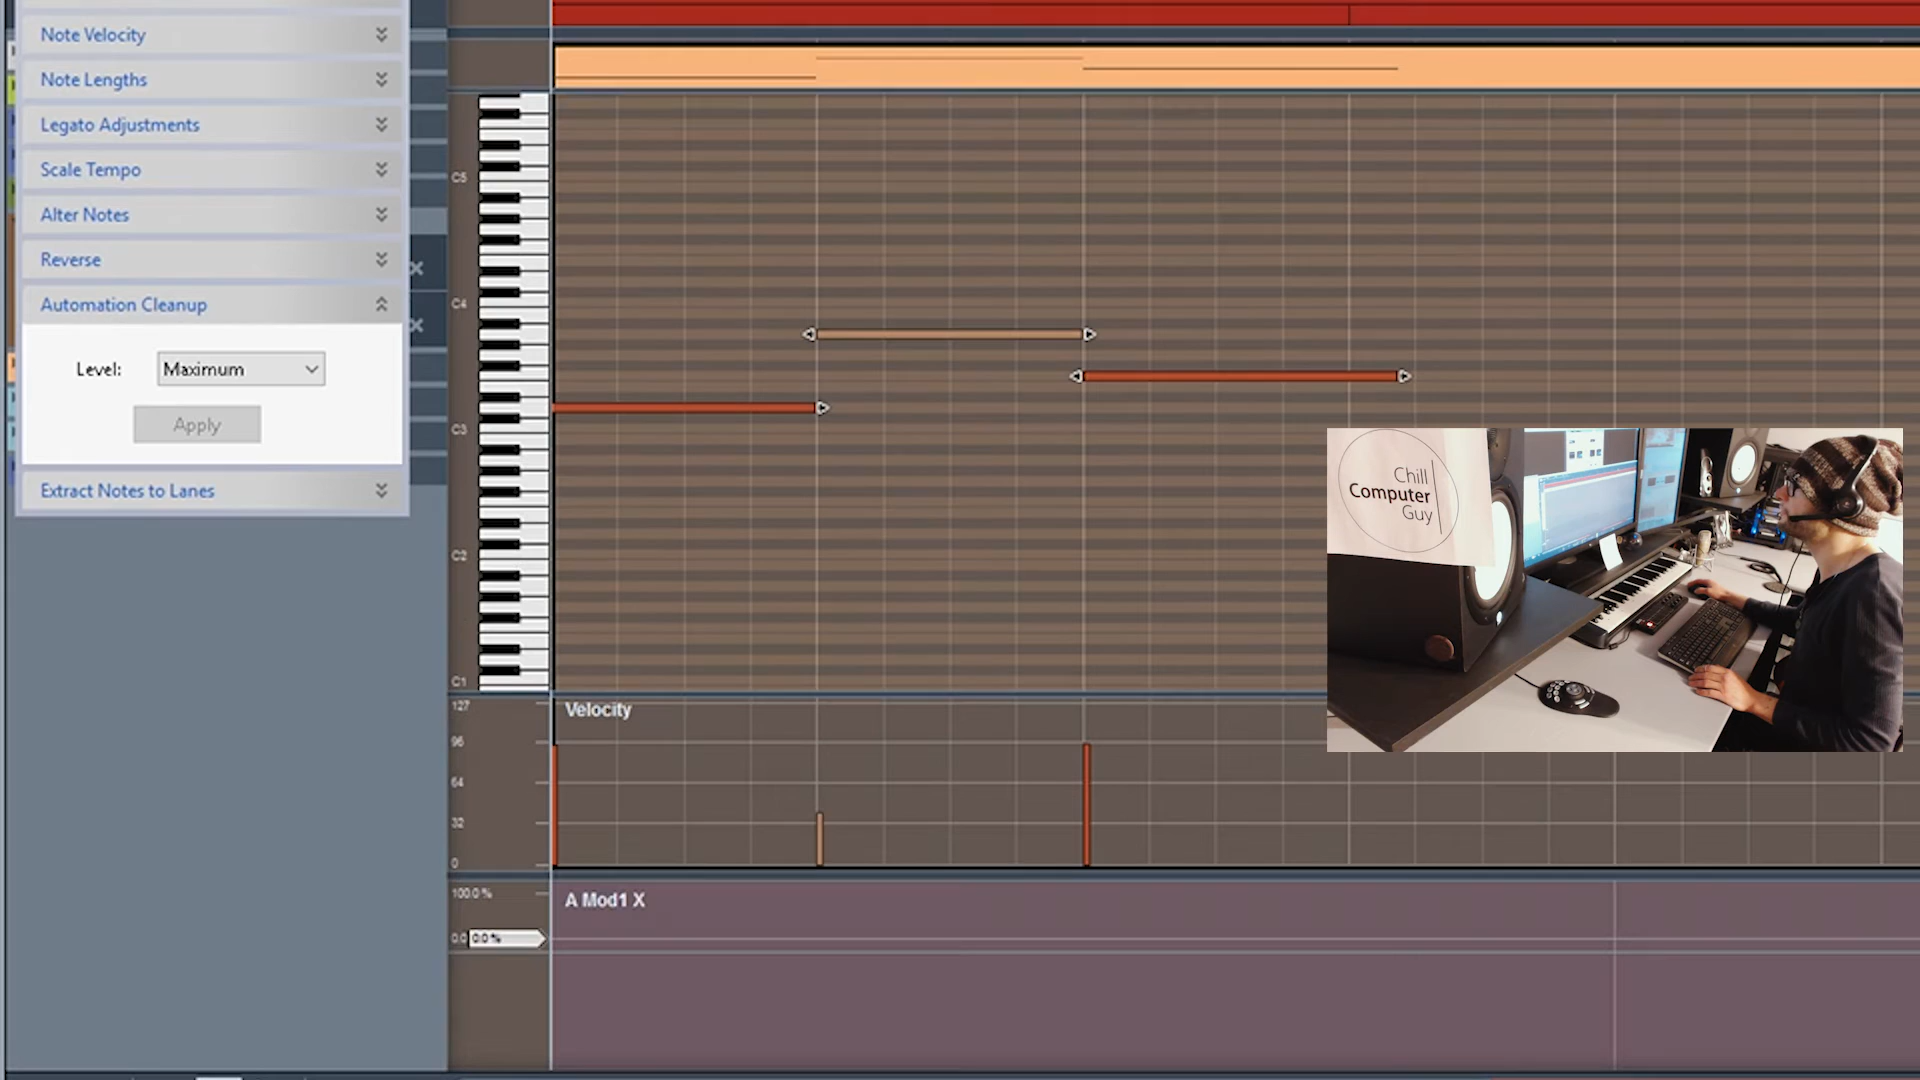 Note Velocity
Note Lengths
Legato Adjustments
Scale Tempo
Alter Notes
Reverse
Automation Cleanup
Level: Maximum
Apply
Extract Notes to Lanes
C5
C4
C3
C2
C1
127
96
64
32
0
Velocity
100.0 %
0.0
0.0 %
A Mod1 X
Chill
Computer
Guy